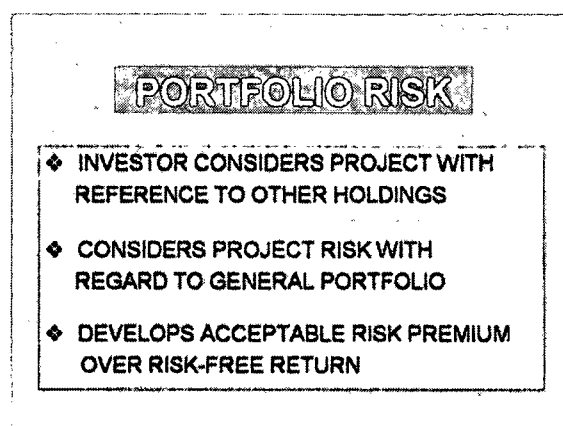 PORTFOLIO RISK
❖ INVESTOR CONSIDERS PROJECT WITH
REFERENCE TO OTHER HOLDINGS
❖ CONSIDERS PROJECT RISK WITH
REGARD TO GENERAL PORTFOLIO
❖ DEVELOPS ACCEPTABLE RISK PREMIUM
OVER RISK-FREE RETURN